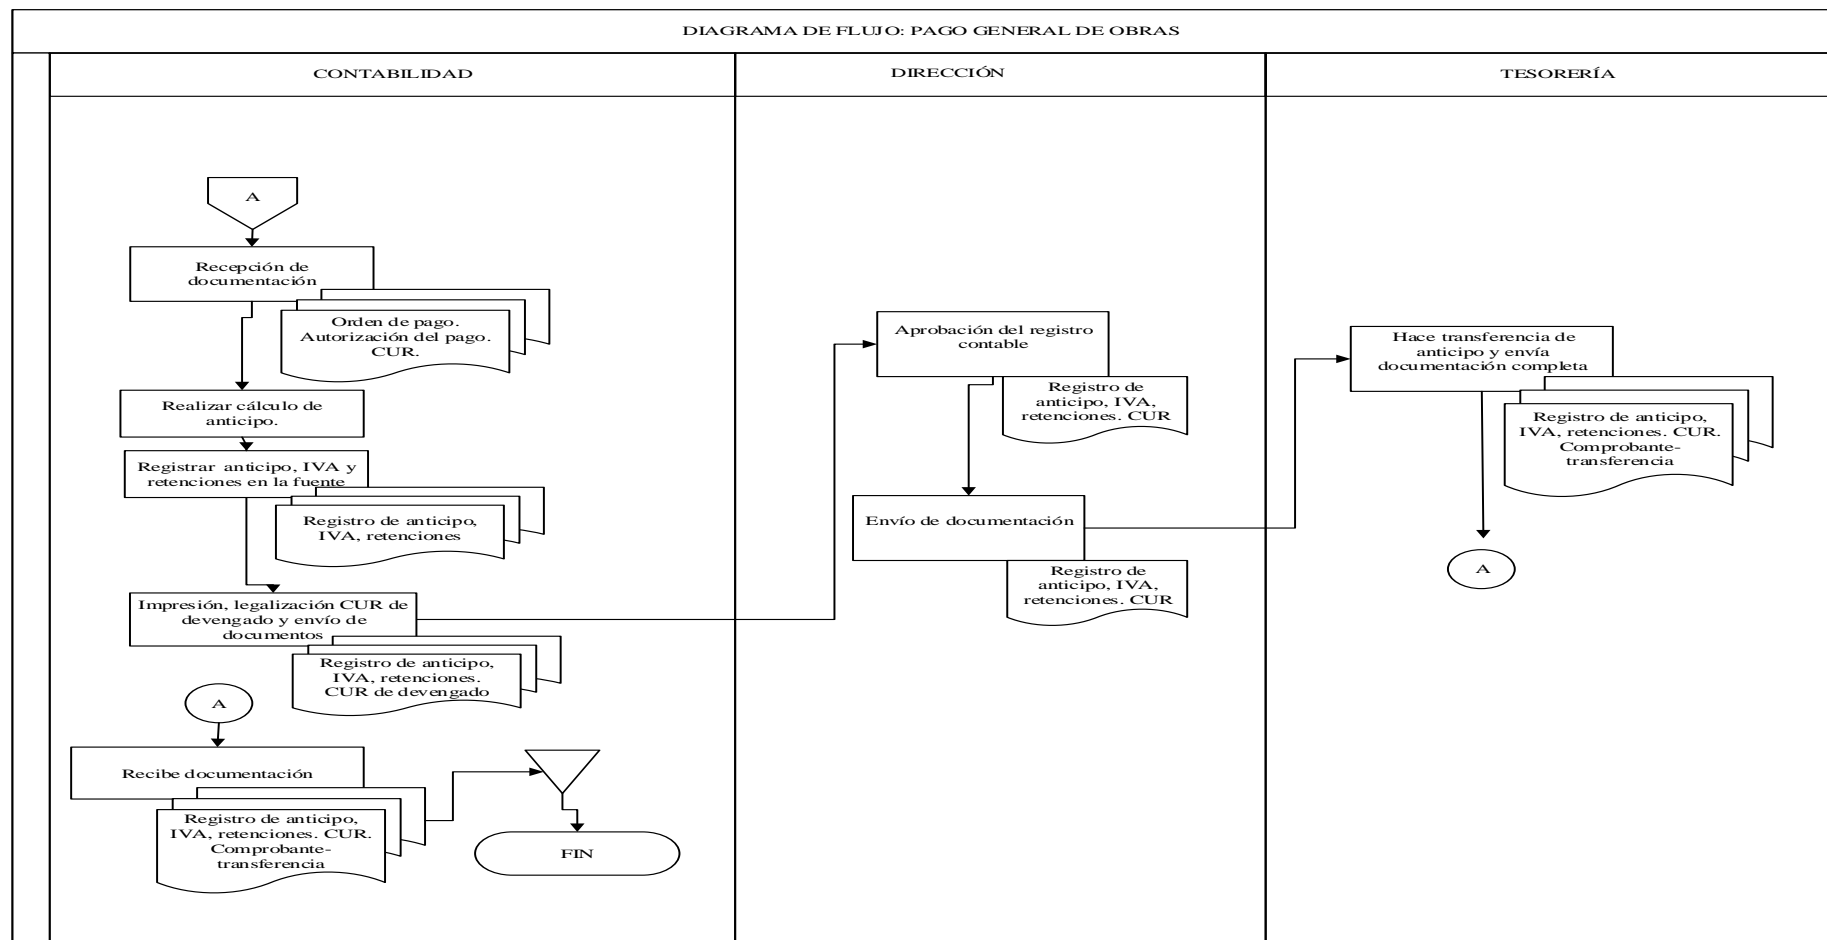 DIAGRAMA DE FLUJO: PAGO GENERAL DE OBRAS
CONTABILIDAD
DIRECCIÓN
TESORERÍA
A
Recepción de
documentación
Orden de pago.
Autorización del pago.
CUR.
Realizar cálculo de
anticipo.
Registrar anticipo, IVA y
retenciones en la fuente
Registro de anticipo,
IVA, retenciones
Impresión, legalización CUR de
devengado y envío de
documentos
Registro de anticipo,
IVA, retenciones.
CUR de devengado
A
Recibe documentación
Registro de anticipo,
IVA, retenciones. CUR.
Comprobante-
transferencia
FIN
Aprobación del registro
contable
Registro de
anticipo, IVA,
retenciones. CUR
Envío de documentación
Registro de
anticipo, IVA,
retenciones. CUR
Hace transferencia de
anticipo y envía
documentación completa
Registro de anticipo,
IVA, retenciones. CUR.
Comprobante-
transferencia
A